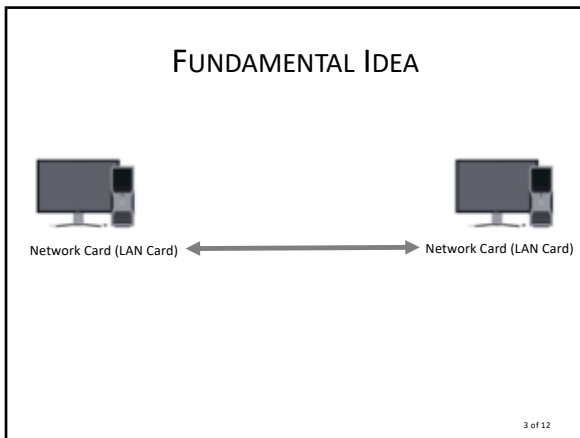 FUNDAMENTAL IDEA
Network Card (LAN Card)
Network Card (LAN Card)
3 of 12